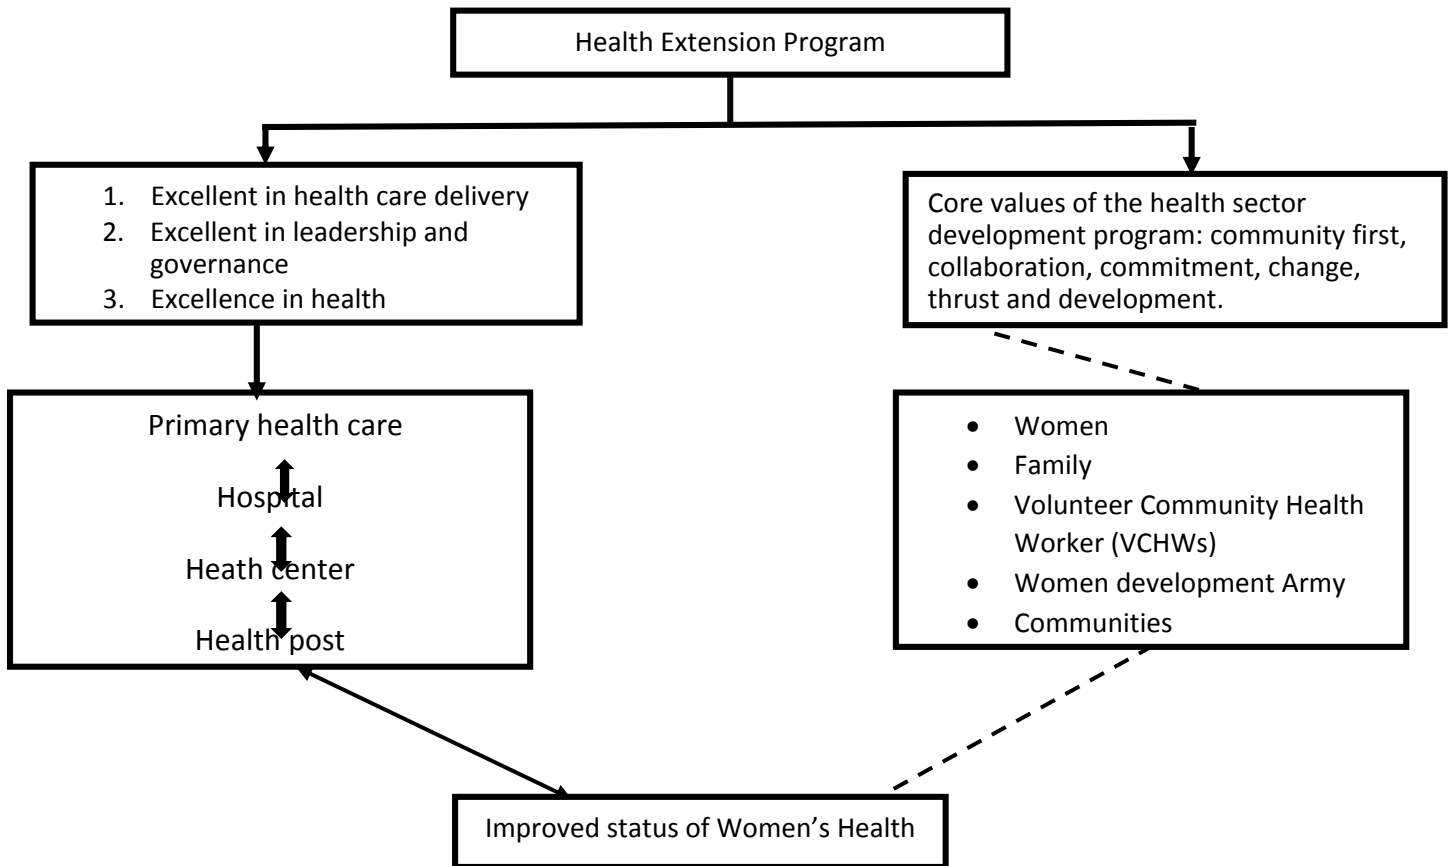 Health Extension Program
1. Excellent in health care delivery
2. Excellent in leadership and
governance
3. Excellence in health
Core values of the health sector
development program: community first,
collaboration, commitment, change,
thrust and development.
Primary health care
Hospital
Heath center
Health post
• Women
• Family
• Volunteer Community Health
Worker (VCHWs)
• Women development Army
• Communities
Improved status of Women’s Health